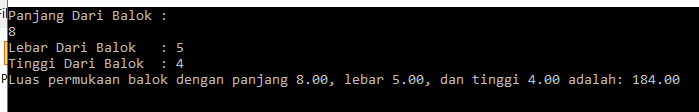 Panjang Dari Balok :
8
Lebar Dari Balok   : 5
Tinggi Dari Balok  : 4
Luas permukaan balok dengan panjang 8.00, lebar 5.00, dan tinggi 4.00 adalah: 184.00